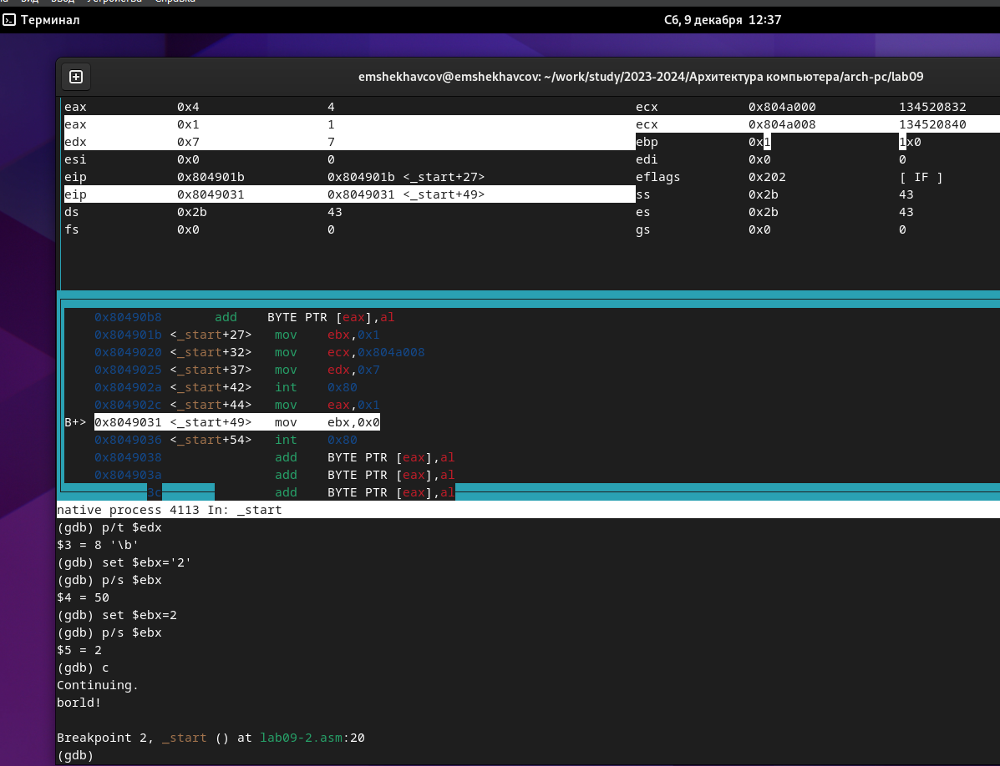 Вид Ввод Устройства Справка
Терминал Сб, 9 декабря 12:37
emshekhavcov@emshekhavcov: ~/work/study/2023-2024/Архитектура компьютера/arch-pc/lab09
eax 0x4 4 ecx 0x804a000 134520832
eax 0x1 1 ecx 0x804a008 134520840
edx 0x7 7 ebp 0x1 1x0
esi 0x0 0 edi 0x0 0
eip 0x804901b 0x804901b <_start+27> eflags 0x202 [ IF ]
eip 0x8049031 0x8049031 <_start+49> ss 0x2b 43
ds 0x2b 43 es 0x2b 43
fs 0x0 0 gs 0x0 0
0x80490b8 add BYTE PTR [eax],al
0x804901b <_start+27> mov ebx,0x1
0x8049020 <_start+32> mov ecx,0x804a008
0x8049025 <_start+37> mov edx,0x7
0x804902a <_start+42> int 0x80
0x804902c <_start+44> mov eax,0x1
B+> 0x8049031 <_start+49> mov ebx,0x0
0x8049036 <_start+54> int 0x80
0x8049038 add BYTE PTR [eax],al
0x804903a add BYTE PTR [eax],al
3c add BYTE PTR [eax],al
native process 4113 In: _start
(gdb) p/t $edx
$3 = 8 '\b'
(gdb) set $ebx='2'
(gdb) p/s $ebx
$4 = 50
(gdb) set $ebx=2
(gdb) p/s $ebx
$5 = 2
(gdb) c
Continuing.
borld!
Breakpoint 2, _start () at lab09-2.asm:20
(gdb)